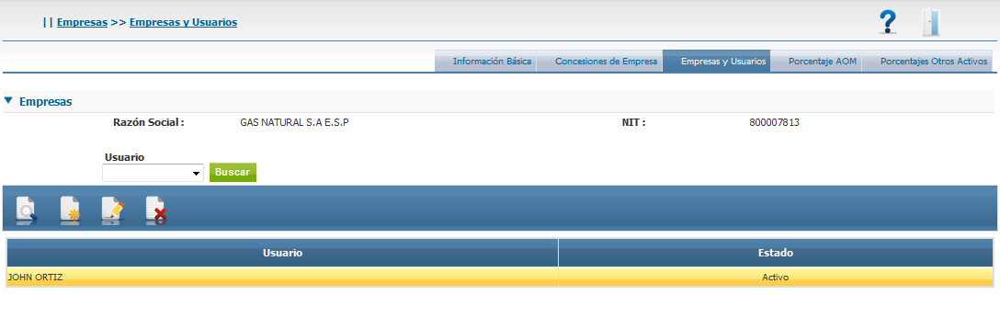 || Empresas >> Empresas y Usuarios
Información Básica Concesiones de Empresa Empresas y Usuarios Porcentaje AOM Porcentajes Otros Activos
Empresas
Razón Social : GAS NATURAL S.A E.S.P NIT : 800007813
Usuario
Buscar
Usuario Estado
JOHN ORTIZ Activo